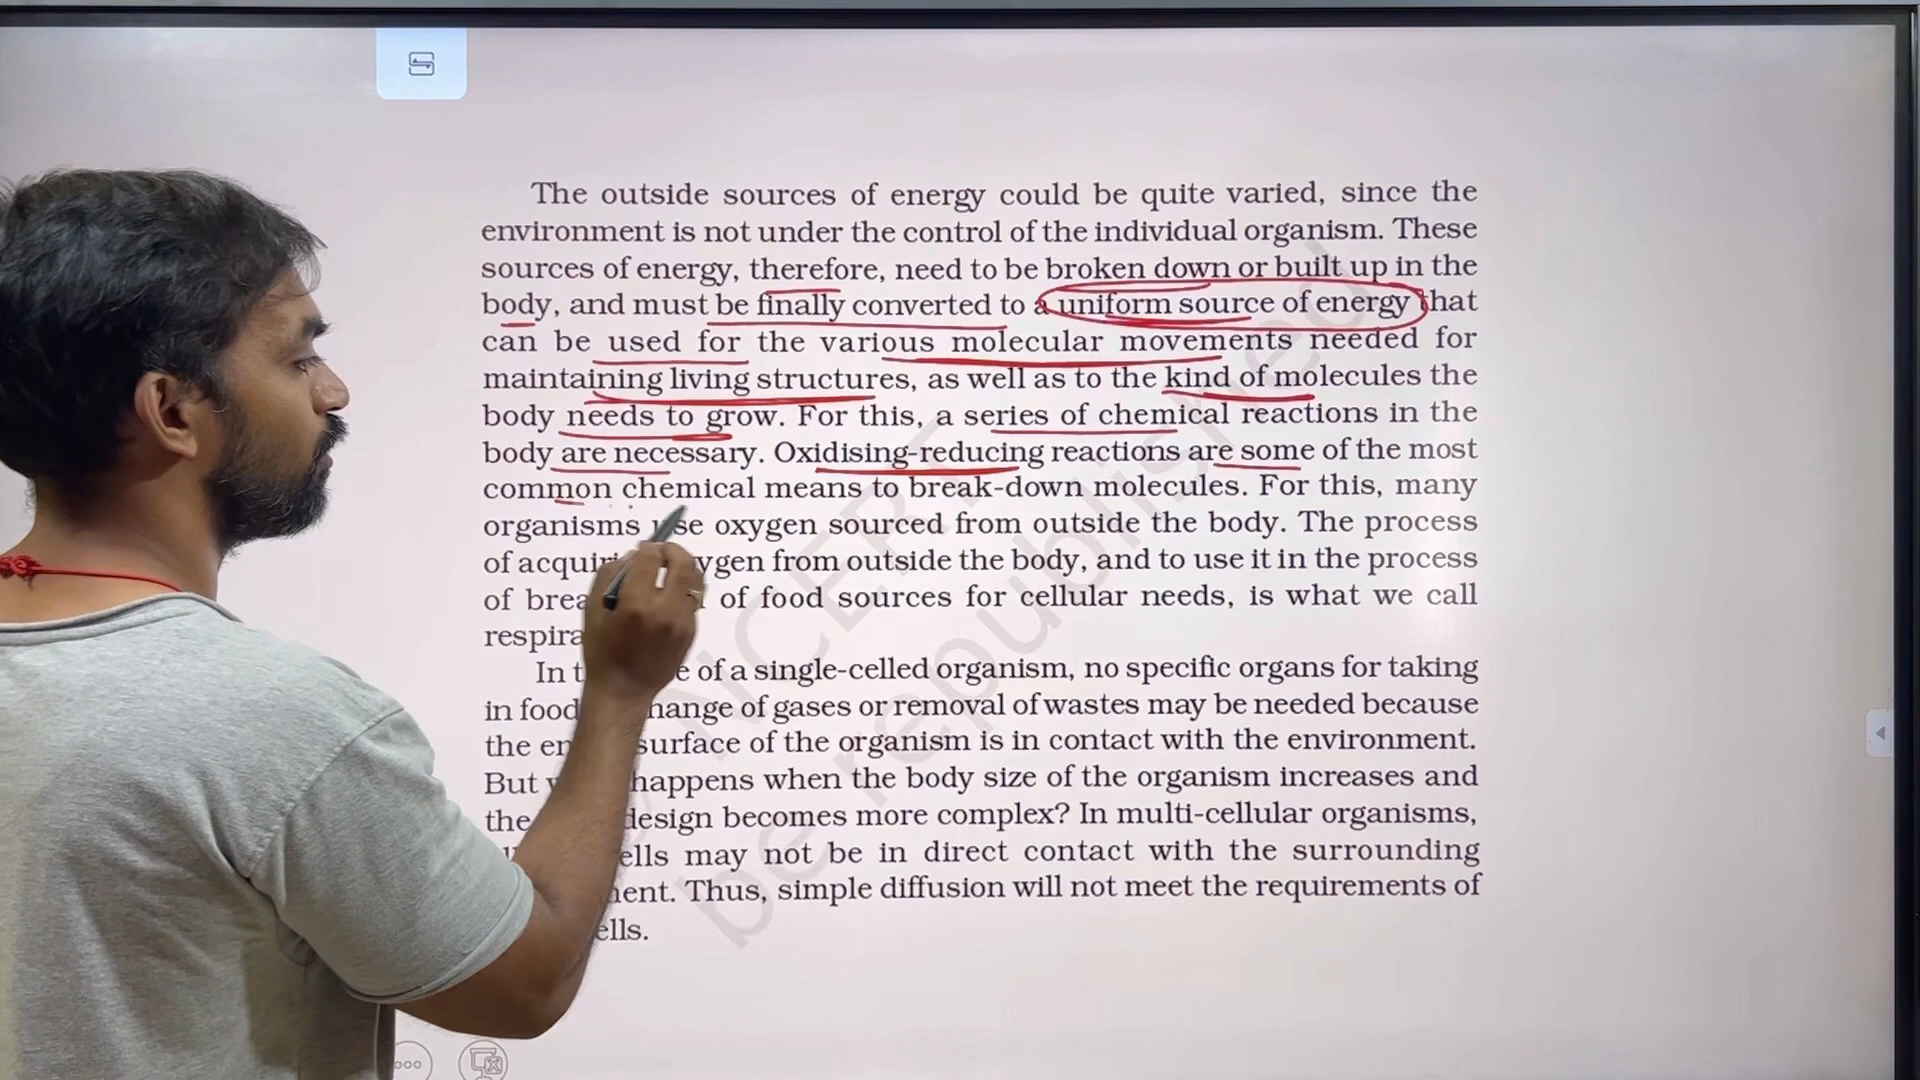 The outside sources of energy could be quite varied, since the
environment is not under the control of the individual organism. These
sources of energy, therefore, need to be broken down or built up in the
body, and must be finally converted to a uniform source of energy that
can be used for the various molecular movements needed for
maintaining living structures, as well as to the kind of molecules the
body needs to grow. For this, a series of chemical reactions in the
body are necessary. Oxidising-reducing reactions are some of the most
common chemical means to break-down molecules. For this, many
organisms use oxygen sourced from outside the body. The process
of from outside the body, and to use it in the process
of of food sources for cellular needs, is what we call
In of a single-celled organism, no specific organs for taking
in food of gases or removal of wastes may be needed because
the surface of the organism is in contact with the environment.
But happens when the body size of the organism increases and
the design becomes more complex? In multi-cellular organisms,
may not be in direct contact with the surrounding
Thus, simple diffusion will not meet the requirements of
NCERT
be republished